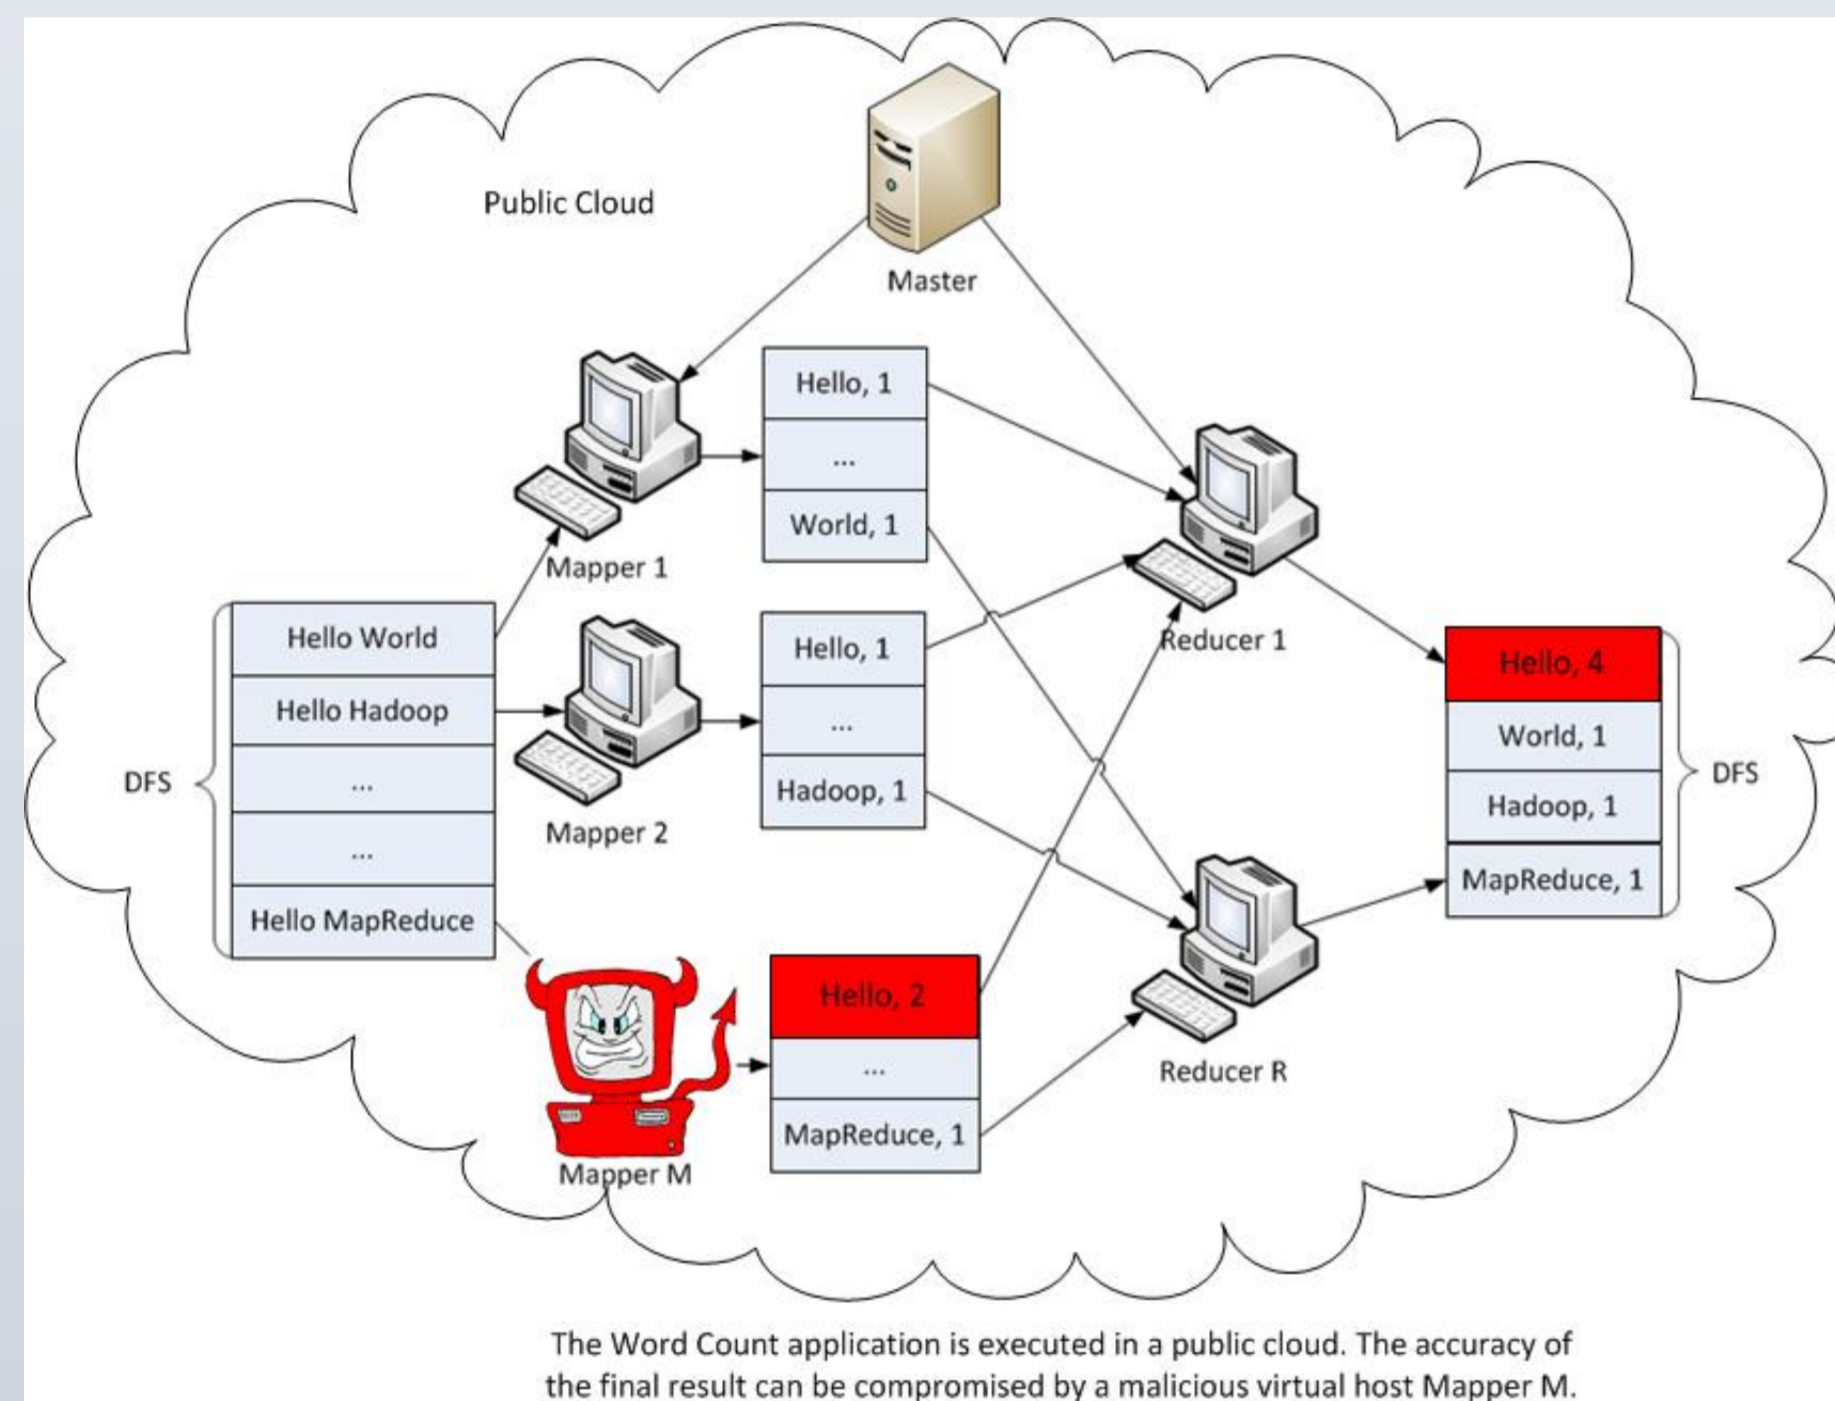 Public Cloud
Master
Hello, 1
...
World, 1
Mapper 1
Hello World
Hello Hadoop
...
...
Hello MapReduce
DFS
Hello, 1
...
Hadoop, 1
Mapper 2
Reducer 1
Hello, 4
World, 1
Hadoop, 1
MapReduce, 1
DFS
Hello, 2
...
MapReduce, 1
Mapper M
Reducer R
The Word Count application is executed in a public cloud. The accuracy of
the final result can be compromised by a malicious virtual host Mapper M.